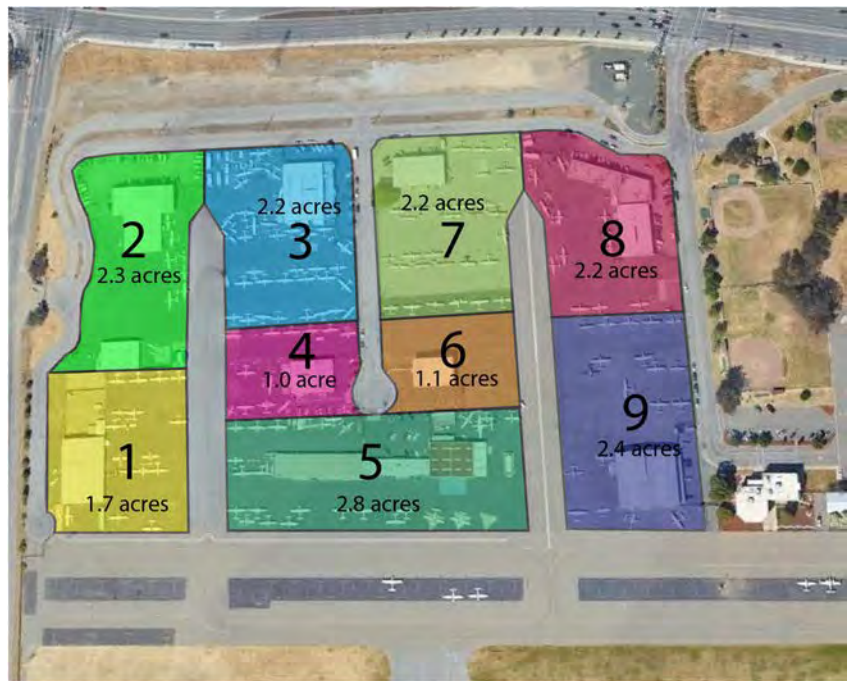 1
1.7 acres
2
2.3 acres
2.2 acres
3
4
1.0 acre
5
2.8 acres
6
1.1 acres
2.2 acres
7
8
2.2 acres
9
2.4 acres